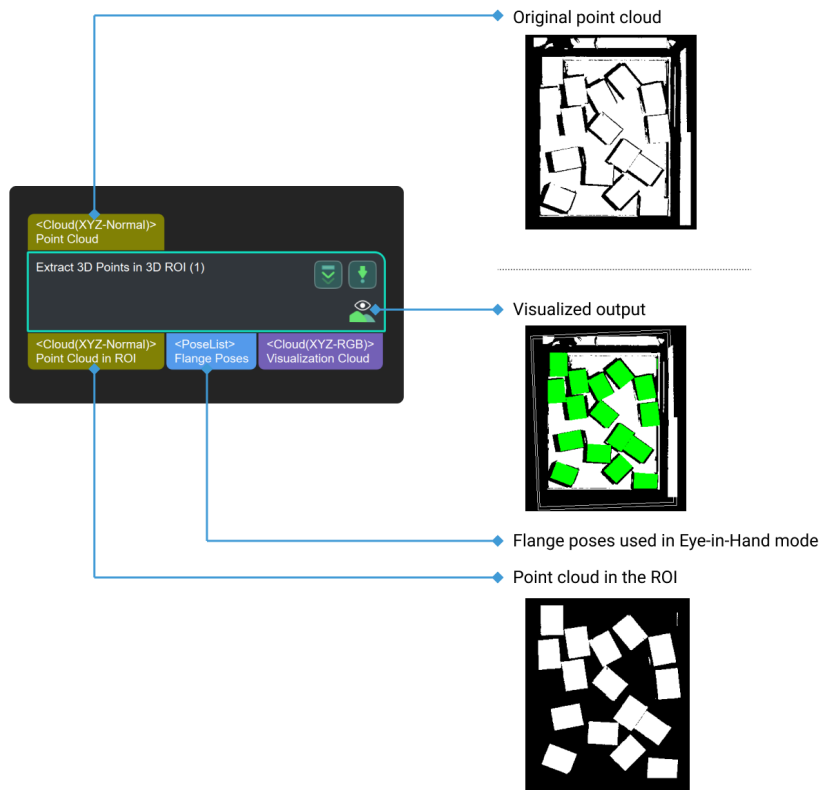 Original point cloud
<Cloud(XYZ-Normal)>
Point Cloud
Extract 3D Points in 3D ROI (1)
Visualized output
<Cloud(XYZ-Normal)>
Point Cloud in ROI
<PoseList>
Flange Poses
<Cloud(XYZ-RGB)>
Visualization Cloud
Flange poses used in Eye-in-Hand mode
Point cloud in the ROI